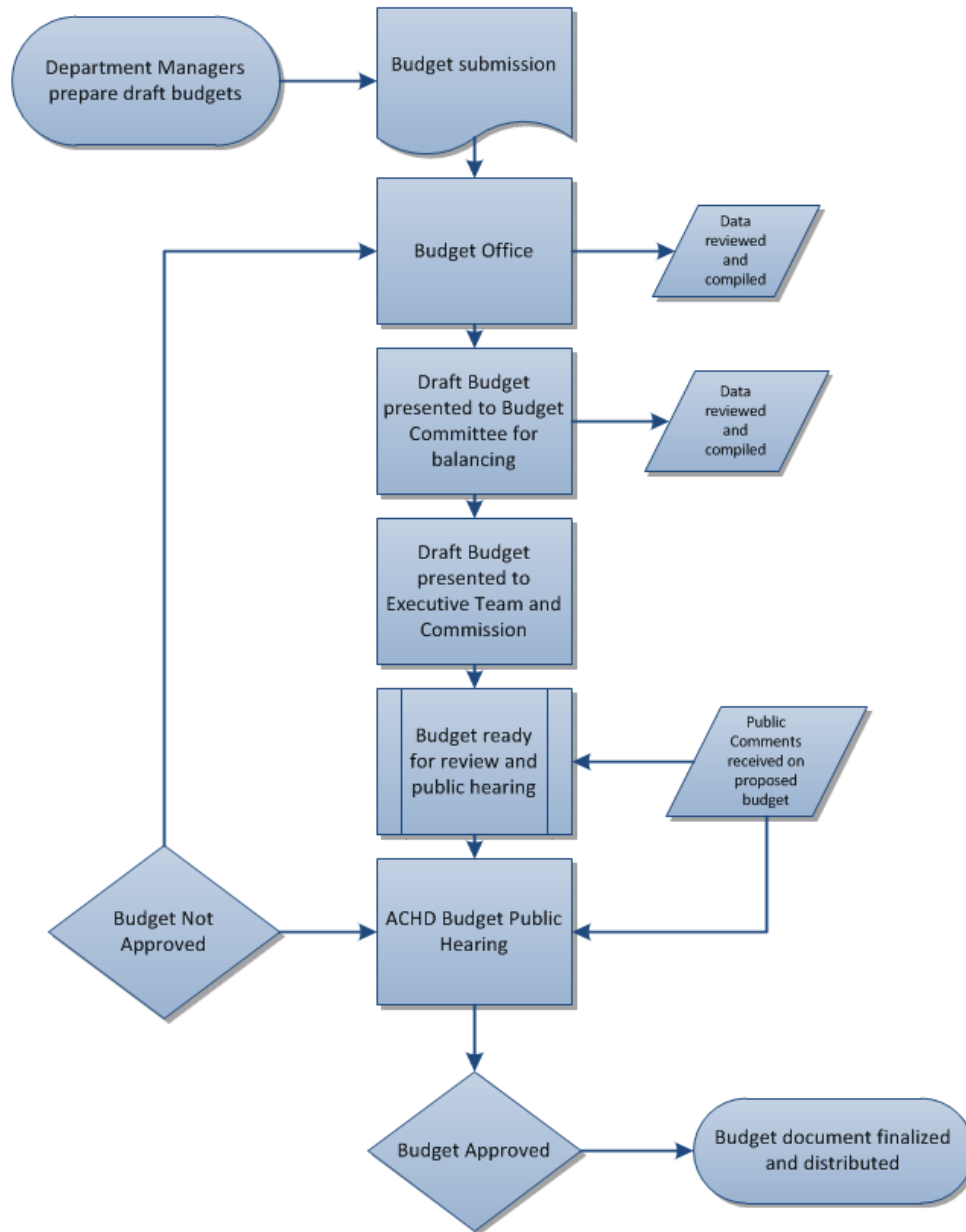 Department Managers
prepare draft budgets
Budget submission
Budget Office
Data
reviewed
and
compiled
Draft Budget
presented to Budget
Committee for
balancing
Data
reviewed
and
compiled
Draft Budget
presented to
Executive Team and
Commission
Budget ready
for review and
public hearing
Public
Comments
received on
proposed
budget
Budget Not
Approved
ACHD Budget Public
Hearing
Budget Approved
Budget document finalized
and distributed